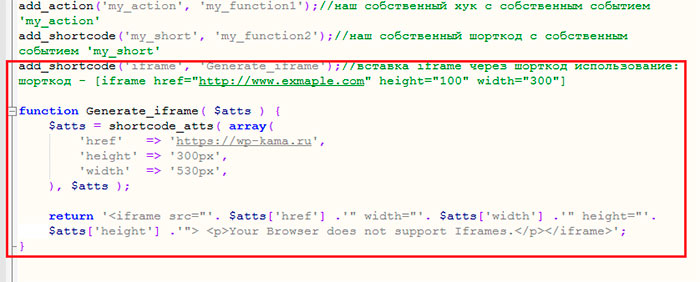 add_action('my_action', 'my_function1');//наш собственный хук с собственным событием
'my_action'
add_shortcode('my_short', 'my_function2');//наш собственный шорткод с собственным
событием 'my_short'
add_shortcode('iframe', 'Generate_iframe');//вставка iframe через шорткод использование:
шорткод - [iframe href="http://www.exmaple.com" height="100" width="300"]
function Generate_iframe( $atts ) {
$atts = shortcode_atts( array(
'href' => 'https://wp-kama.ru',
'height' => '300px',
'width' => '530px',
), $atts );
return '<iframe src="'. $atts['href'] .'" width="'. $atts['width'] .'" height="'.
$atts['height'] .'"> <p>Your Browser does not support Iframes.</p></iframe>';
}